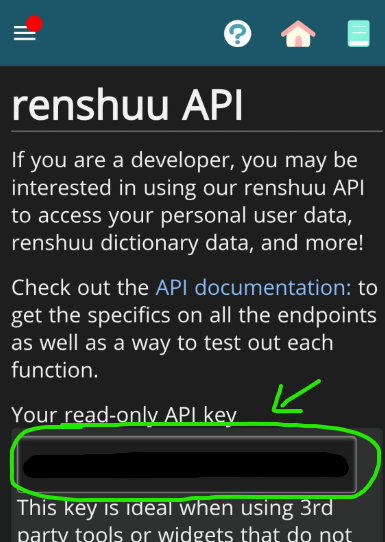 renshuu API
If you are a developer, you may be
interested in using our renshuu API
to access your personal user data,
renshuu dictionary data, and more!
Check out the API documentation: to
get the specifics on all the endpoints
as well as a way to test out each
function.
Your read-only API key
This key is ideal when using 3rd
party tools or widgets that do not